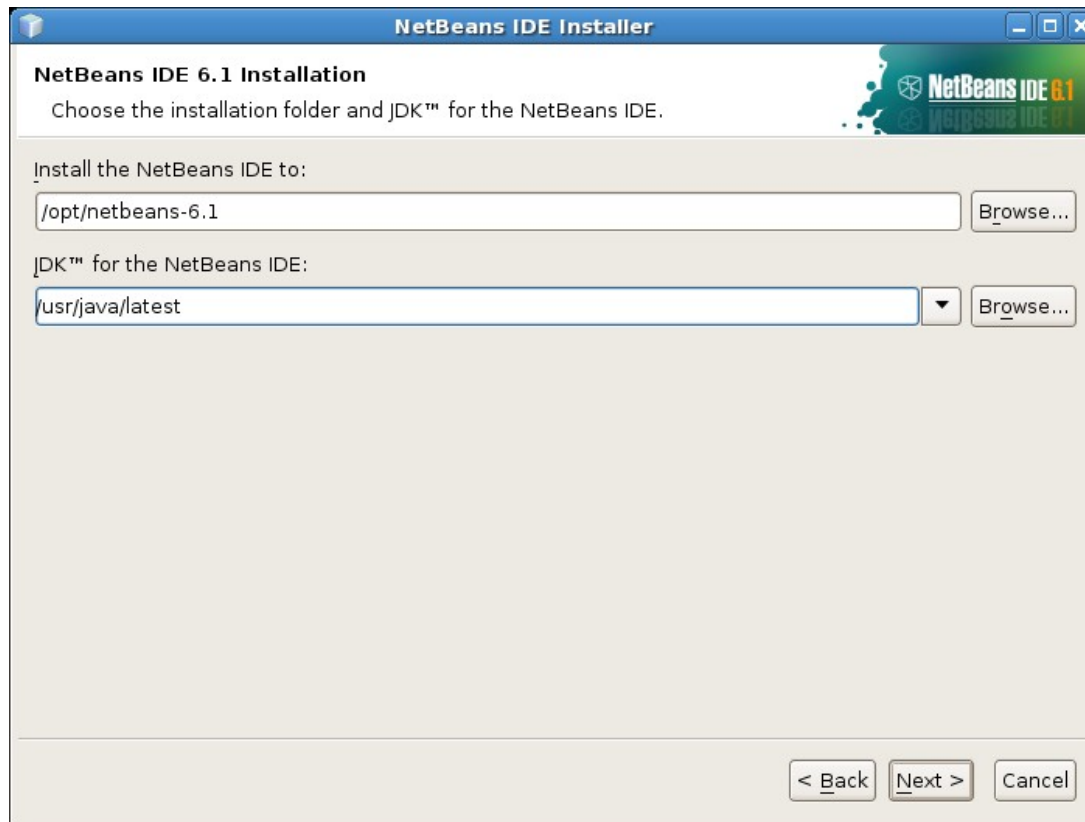 NetBeans IDE Installer
NetBeans IDE 6.1 Installation
Choose the installation folder and JDK™ for the NetBeans IDE.
NetBeans IDE 6.1
Install the NetBeans IDE to:
/opt/netbeans-6.1
Browse...
JDK™ for the NetBeans IDE:
/usr/java/latest
Browse...
< Back
Next >
Cancel